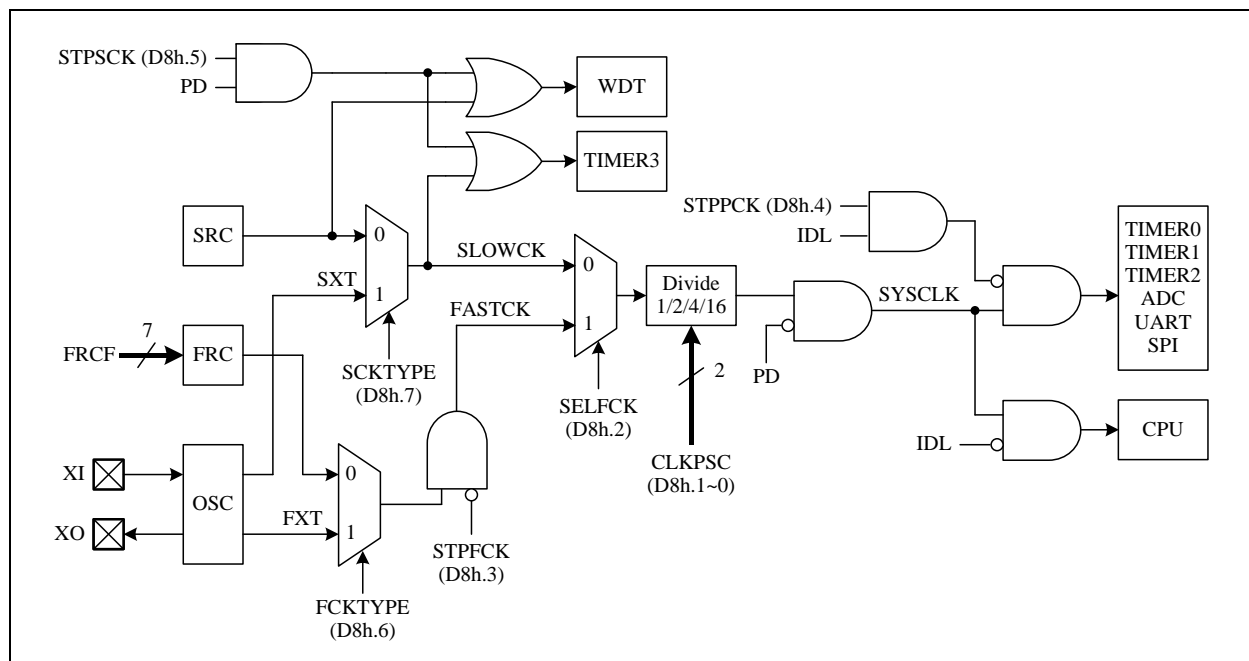 STPSCK (D8h.5)
PD
WDT
TIMER3
SRC
0
1
SXT
SLOWCK
FASTCK
SCKTYPE
(D8h.7)
FRCF
7
FRC
XI
XO
OSC
FXT
0
1
FCKTYPE
(D8h.6)
STPFCK
(D8h.3)
0
1
SELFCK
(D8h.2)
Divide
1/2/4/16
2
CLKPSC
(D8h.1~0)
PD
SYSCLK
STPPCK (D8h.4)
IDL
TIMER0
TIMER1
TIMER2
ADC
UART
SPI
IDL
CPU